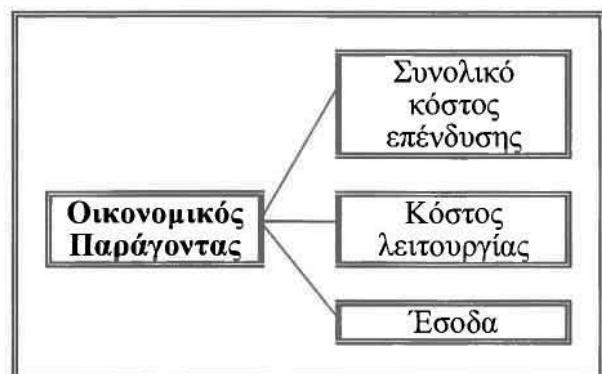 Συνολικό
κόστος
επένδυσης
Οικονομικός
Παράγοντας
Κόστος
λειτουργίας
Έσοδα